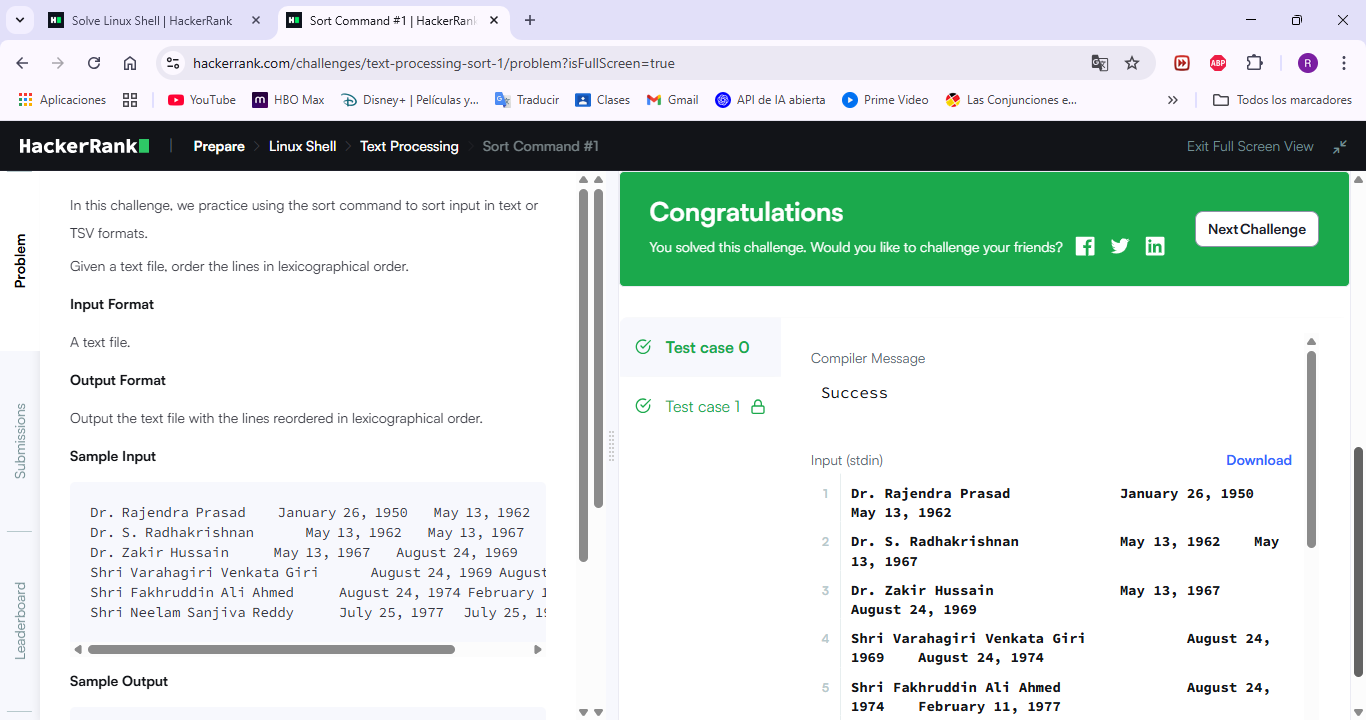 Solve Linux Shell | HackerRank
Sort Command #1 | HackerRank
hackerrank.com/challenges/text-processing-sort-1/problem?isFullScreen=true
ABP
R
Aplicaciones
YouTube
HBO Max
Disney+ | Películas y...
Traducir
Clases
Gmail
API de IA abierta
Prime Video
Las Conjunciones e...
»
Todos los marcadores
HackerRank
Prepare
Linux Shell
Text Processing
Sort Command #1
Exit Full Screen View
Problem
Submissions
Leaderboard
In this challenge, we practice using the sort command to sort input in text or
TSV formats.
Given a text file, order the lines in lexicographical order.
Input Format
A text file.
Output Format
Output the text file with the lines reordered in lexicographical order.
Sample Input
Dr. Rajendra Prasad    January 26, 1950   May 13, 1962
Dr. S. Radhakrishnan    May 13, 1962   May 13, 1967
Dr. Zakir Hussain    May 13, 1967   August 24, 1969
Shri Varahagiri Venkata Giri    August 24, 1969 August
Shri Fakhruddin Ali Ahmed    August 24, 1974 February 1
Shri Neelam Sanjiva Reddy    July 25, 1977   July 25, 19
Sample Output
Congratulations
You solved this challenge. Would you like to challenge your friends?
Next Challenge
Test case 0
Test case 1
Compiler Message
Success
Input (stdin)
Download
1 Dr. Rajendra Prasad    January 26, 1950
May 13, 1962
2 Dr. S. Radhakrishnan    May 13, 1962    May
13, 1967
3 Dr. Zakir Hussain    May 13, 1967
August 24, 1969
4 Shri Varahagiri Venkata Giri    August 24,
1969    August 24, 1974
5 Shri Fakhruddin Ali Ahmed    August 24,
1974    February 11, 1977